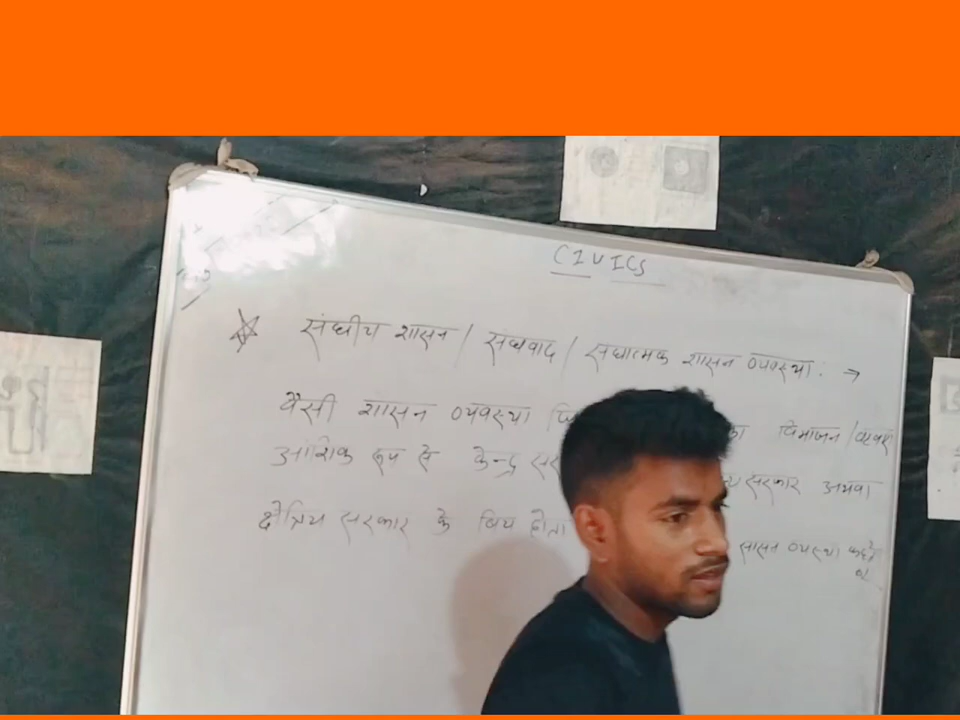 CIVICS
संघीय शासन / संघवाद / संघात्मक शासन व्यवस्था : →
वैसी शासन व्यवस्था का विभाजन /
आंशिक रूप से केन्द्र सरकार अथवा
क्षेत्रिय सरकार के बिच होता सासन व्यवस्था कहते